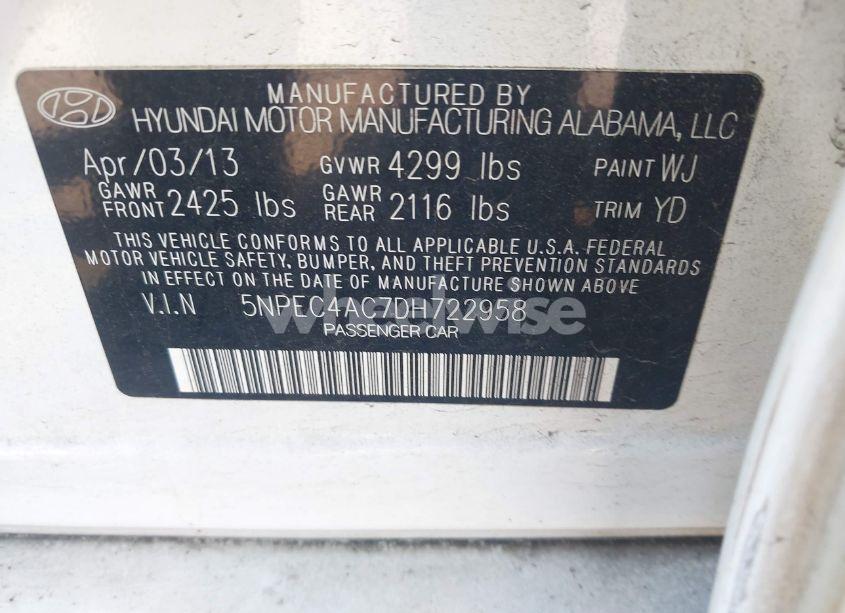 MANUFACTURED BY
HYUNDAI MOTOR MANUFACTURING ALABAMA, LLC
Apr/03/13 GVWR 4299 lbs PAINT WJ
GAWR FRONT 2425 lbs GAWR REAR 2116 lbs TRIM YD
THIS VEHICLE CONFORMS TO ALL APPLICABLE U.S.A. FEDERAL
MOTOR VEHICLE SAFETY, BUMPER, AND THEFT PREVENTION STANDARDS
IN EFFECT ON THE DATE OF MANUFACTURE SHOWN ABOVE.
V.I.N 5NPEC4AC7DH722958
wheelwise
PASSENGER CAR